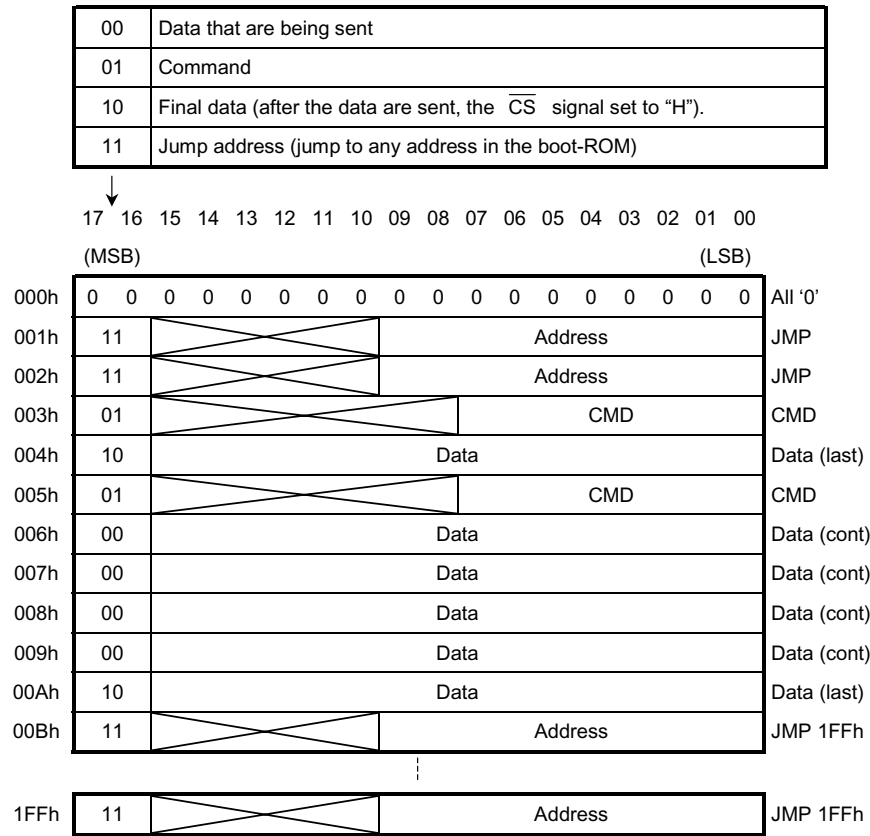 00 Data that are being sent
01 Command
10 Final data (after the data are sent, the CS signal set to “H”).
11 Jump address (jump to any address in the boot-ROM)
17 16 15 14 13 12 11 10 09 08 07 06 05 04 03 02 01 00
(MSB) (LSB)
000h 0 0 0 0 0 0 0 0 0 0 0 0 0 0 0 0 0 0 All ‘0’
001h 11 Address JMP
002h 11 Address JMP
003h 01 CMD CMD
004h 10 Data Data (last)
005h 01 CMD CMD
006h 00 Data Data (cont)
007h 00 Data Data (cont)
008h 00 Data Data (cont)
009h 00 Data Data (cont)
00Ah 10 Data Data (last)
00Bh 11 Address JMP 1FFh
1FFh 11 Address JMP 1FFh